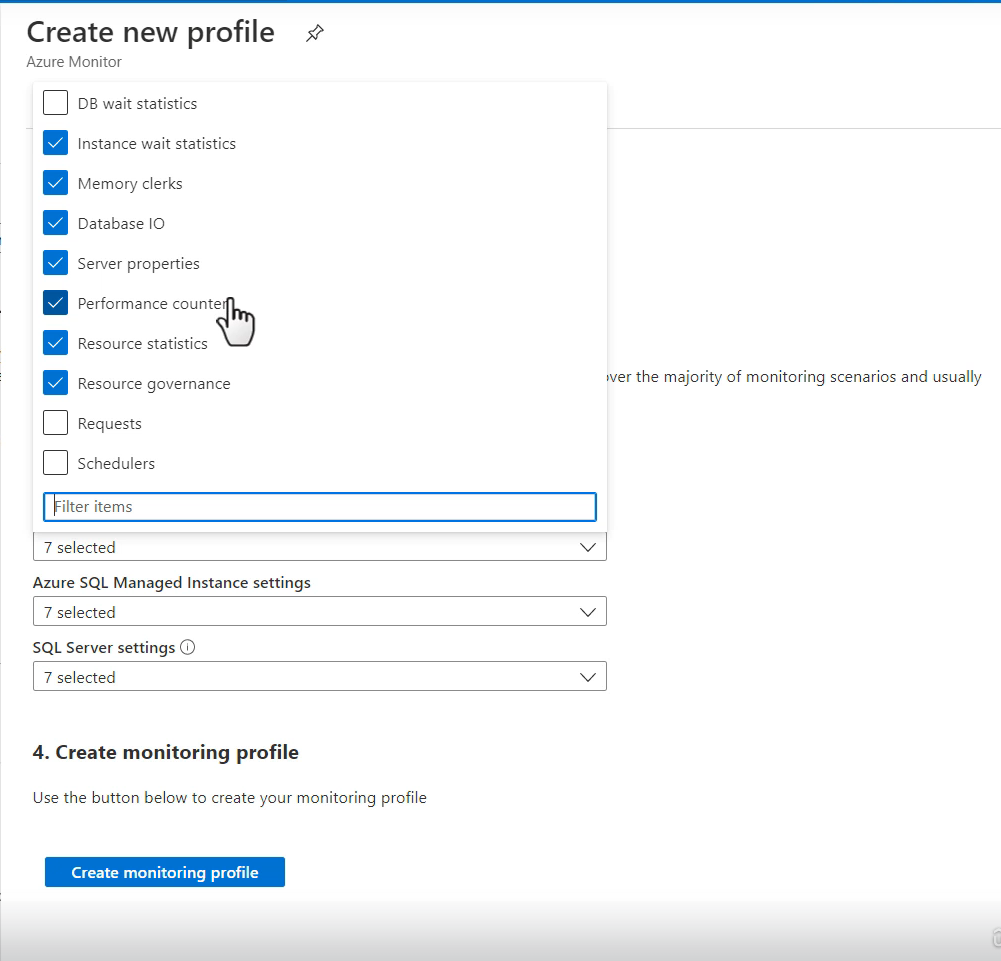 Create new profile
Azure Monitor
DB wait statistics
Instance wait statistics
Memory clerks
Database IO
Server properties
Performance counter
Resource statistics
over the majority of monitoring scenarios and usually
Resource governance
Requests
Schedulers
Filter items
7 selected
Azure SQL Managed Instance settings
7 selected
SQL Server settings
7 selected
4. Create monitoring profile
Use the button below to create your monitoring profile
Create monitoring profile